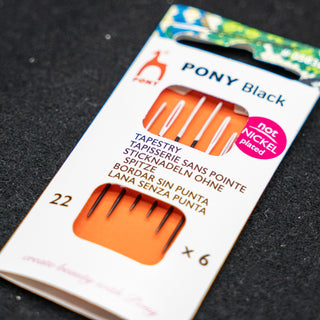 PONY
PONY Black
not
NICKEL
plated
TAPESTRY
TAPISSERIE SANS POINTE
STICKNADELN OHNE
SPITZE
BORDAR SIN PUNTA
LANA SENZA PUNTA
22
× 6
create beauty with Pony